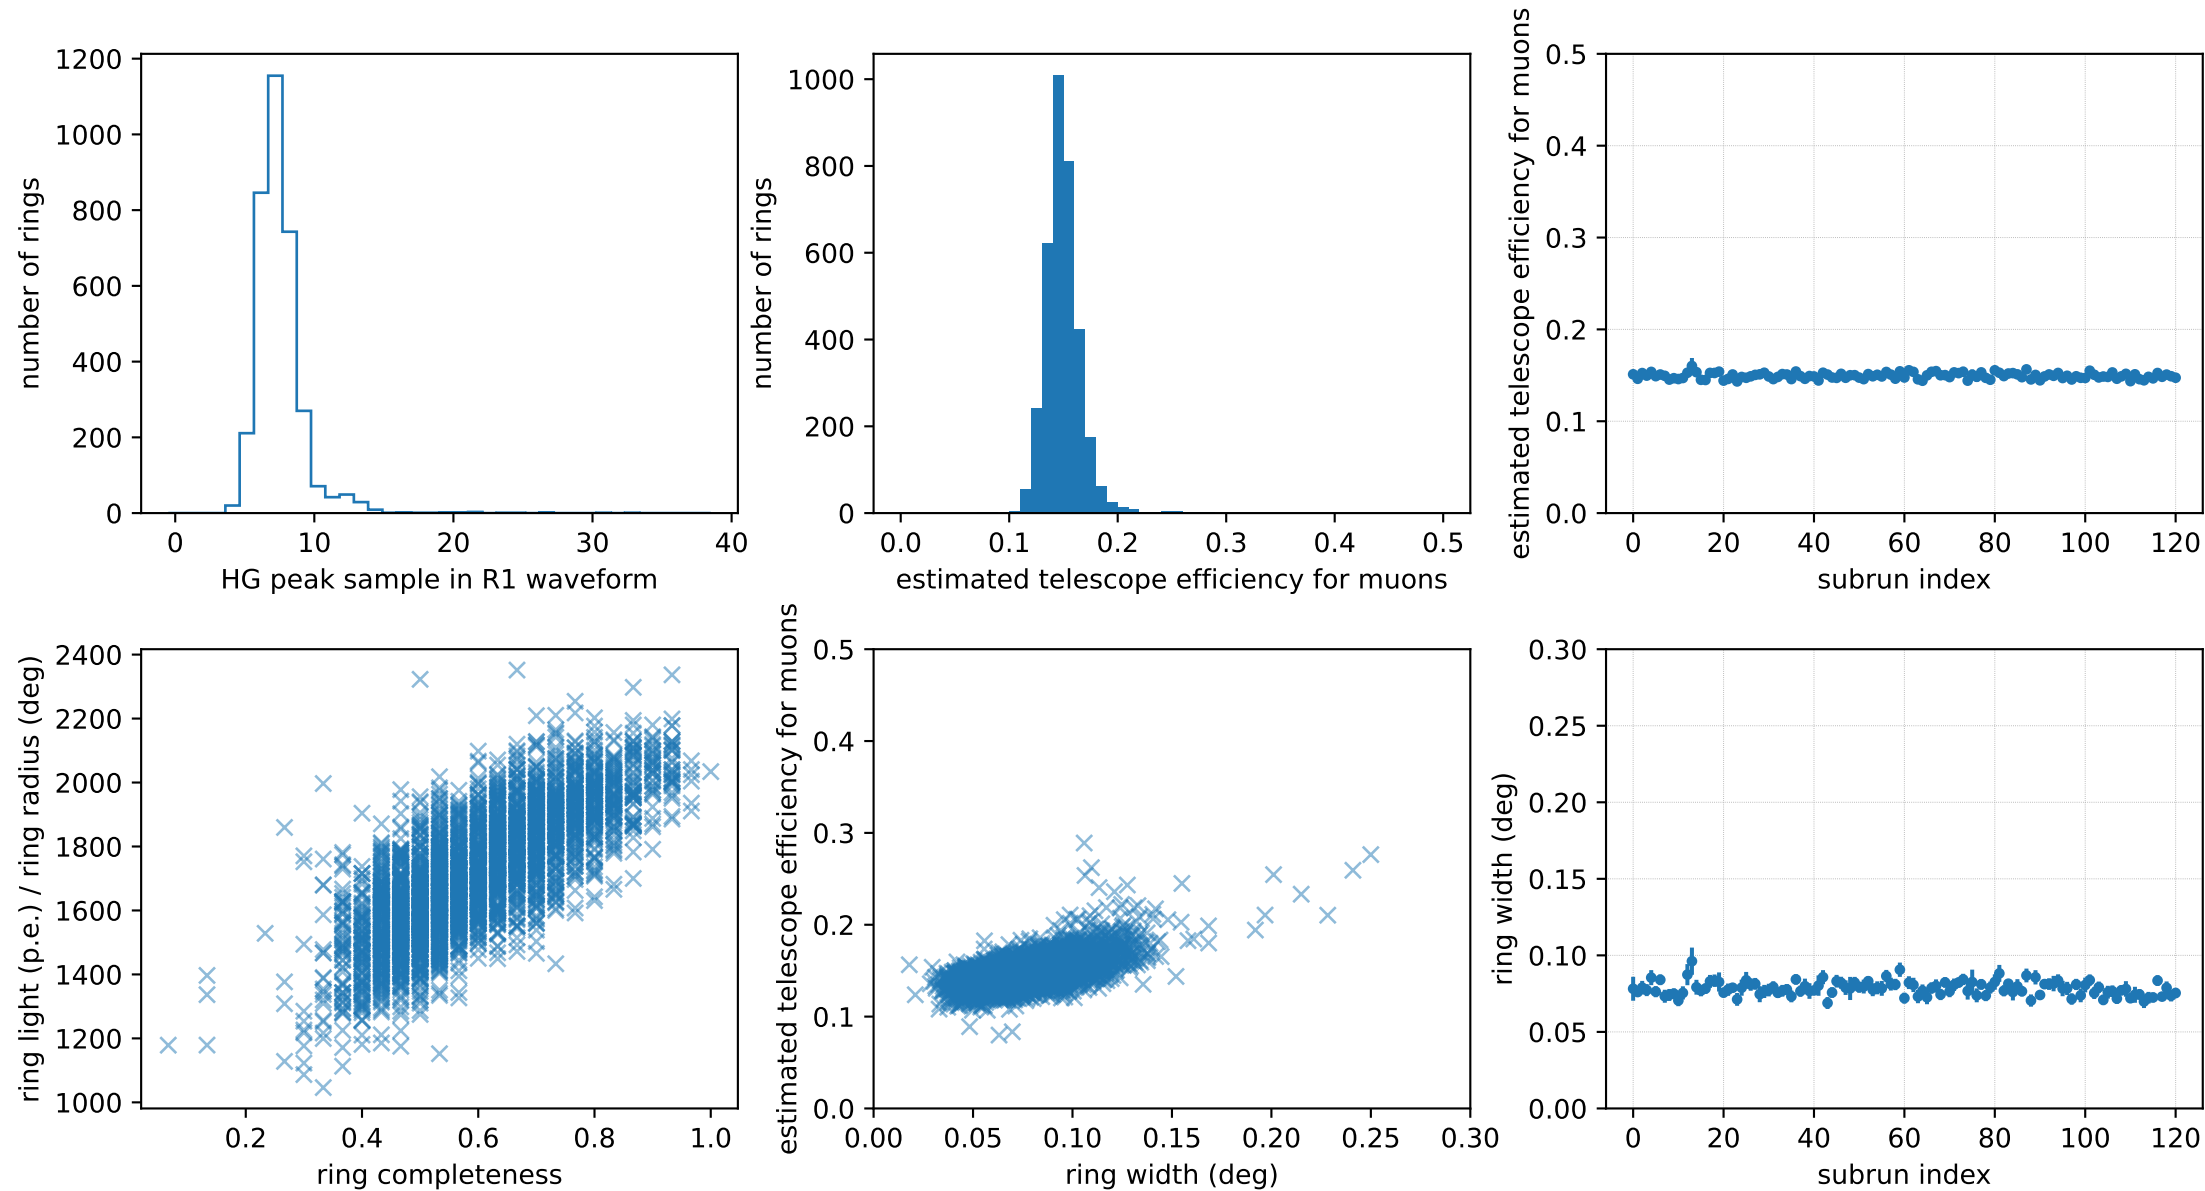 1200
1000
800
600
400
200
0
number of rings
0 10 20 30 40
HG peak sample in R1 waveform
1000
800
600
400
200
0
number of rings
0.0 0.1 0.2 0.3 0.4 0.5
estimated telescope efficiency for muons
0.5
0.4
0.3
0.2
0.1
0.0
estimated telescope efficiency for muons
0 20 40 60 80 100 120
subrun index
2400
2200
2000
1800
1600
1400
1200
1000
ring light (p.e.) / ring radius (deg)
0.2 0.4 0.6 0.8 1.0
ring completeness
0.5
0.4
0.3
0.2
0.1
0.0
estimated telescope efficiency for muons
0.00 0.05 0.10 0.15 0.20 0.25 0.30
ring width (deg)
0.30
0.25
0.20
0.15
0.10
0.05
0.00
ring width (deg)
0 20 40 60 80 100 120
subrun index